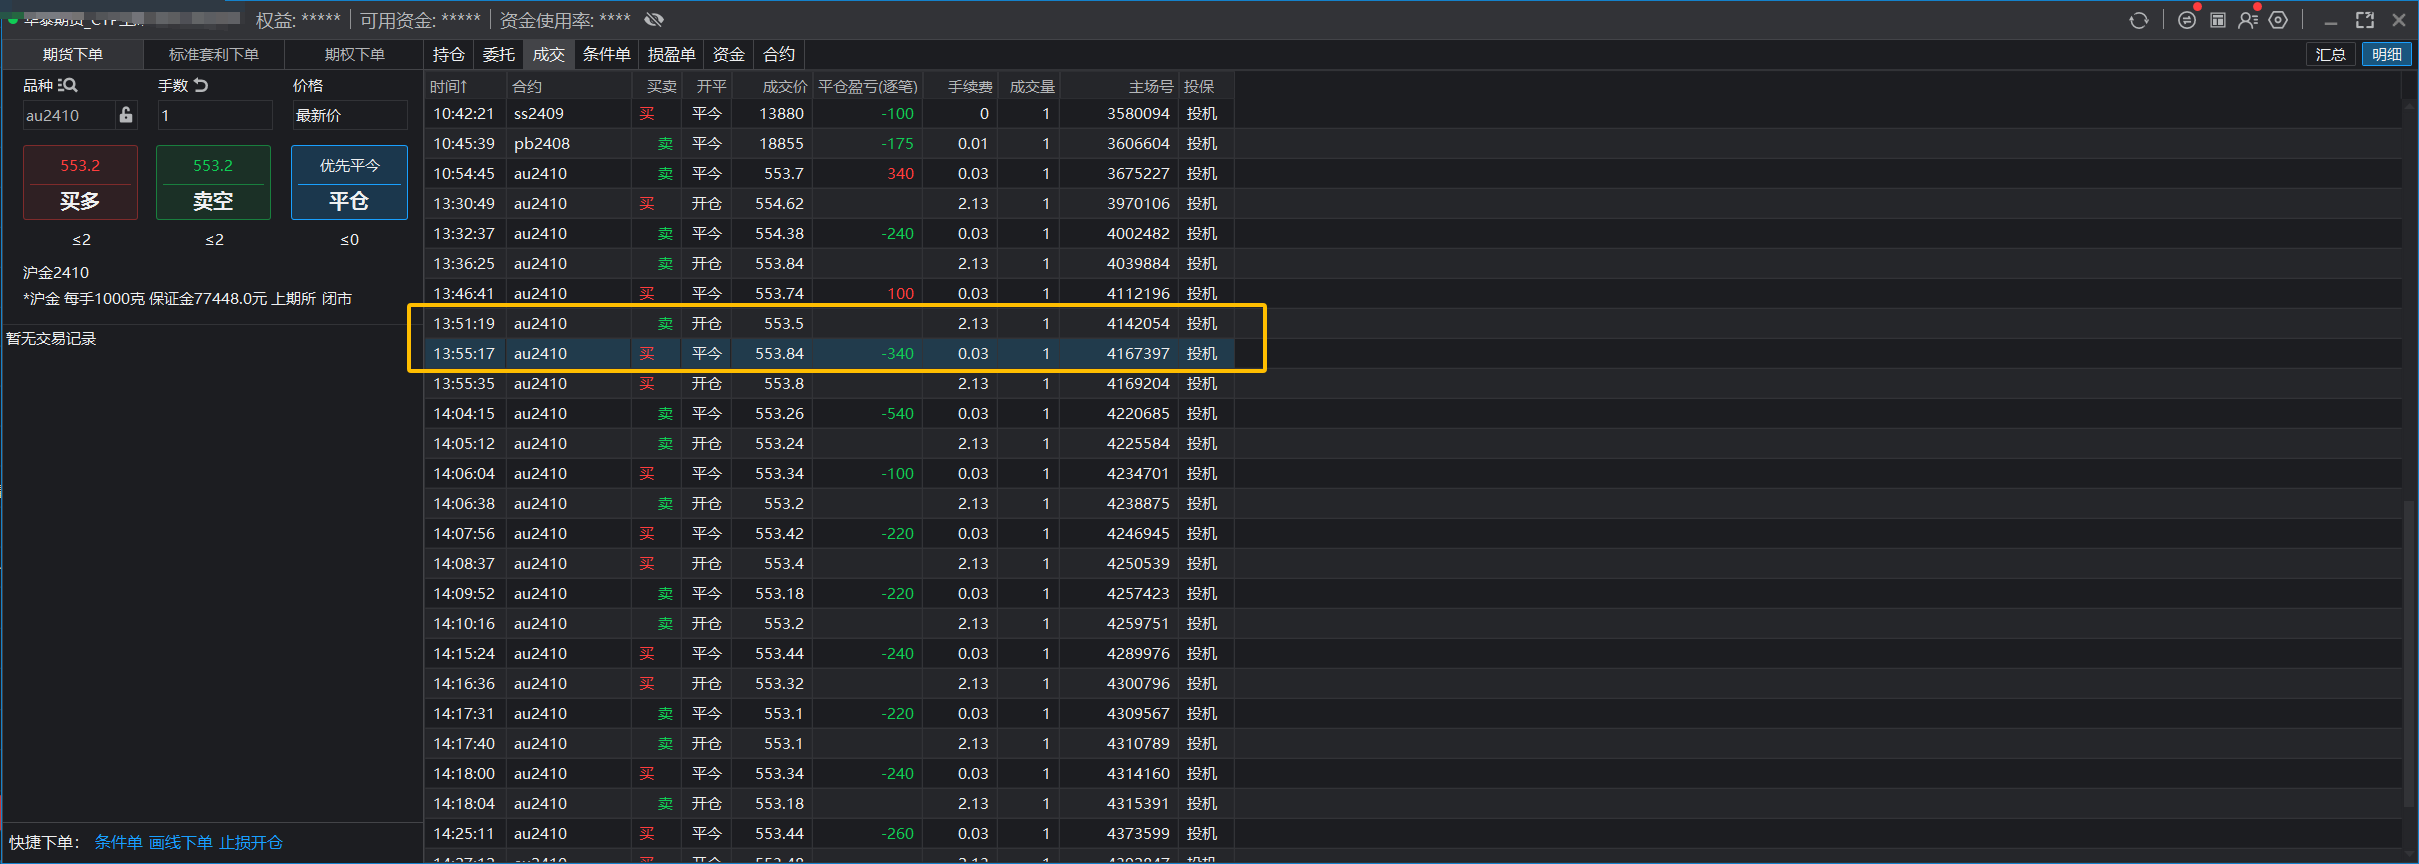 权益: ***** 可用资金: ***** 资金使用率: ****
期货下单 标准套利下单 期权下单 持仓 委托 成交 条件单 损盈单 资金 合约 汇总 明细
品种 手数 价格
au2410 1 最新价
553.2 553.2 优先平今
买多 卖空 平仓
≤2 ≤2 ≤0
沪金2410
*沪金 每手1000克 保证金77448.0元 上期所 闭市
暂无交易记录
快捷下单: 条件单 画线下单 止损开仓
时间↑ 合约 买卖 开平 成交价 平仓盈亏(逐笔) 手续费 成交量 主场号 投保
10:42:21 ss2409 买 平今 13880 -100 0 1 3580094 投机
10:45:39 pb2408 卖 平今 18855 -175 0.01 1 3606604 投机
10:54:45 au2410 卖 平今 553.7 340 0.03 1 3675227 投机
13:30:49 au2410 买 开仓 554.62 2.13 1 3970106 投机
13:32:37 au2410 卖 平今 554.38 -240 0.03 1 4002482 投机
13:36:25 au2410 卖 开仓 553.84 2.13 1 4039884 投机
13:46:41 au2410 买 平今 553.74 100 0.03 1 4112196 投机
13:51:19 au2410 卖 开仓 553.5 2.13 1 4142054 投机
13:55:17 au2410 买 平今 553.84 -340 0.03 1 4167397 投机
13:55:35 au2410 买 开仓 553.8 2.13 1 4169204 投机
14:04:15 au2410 卖 平今 553.26 -540 0.03 1 4220685 投机
14:05:12 au2410 卖 开仓 553.24 2.13 1 4225584 投机
14:06:04 au2410 买 平今 553.34 -100 0.03 1 4234701 投机
14:06:38 au2410 卖 开仓 553.2 2.13 1 4238875 投机
14:07:56 au2410 买 平今 553.42 -220 0.03 1 4246945 投机
14:08:37 au2410 买 开仓 553.4 2.13 1 4250539 投机
14:09:52 au2410 卖 平今 553.18 -220 0.03 1 4257423 投机
14:10:16 au2410 卖 开仓 553.2 2.13 1 4259751 投机
14:15:24 au2410 买 平今 553.44 -240 0.03 1 4289976 投机
14:16:36 au2410 买 开仓 553.32 2.13 1 4300796 投机
14:17:31 au2410 卖 平今 553.1 -220 0.03 1 4309567 投机
14:17:40 au2410 卖 开仓 553.1 2.13 1 4310789 投机
14:18:00 au2410 买 平今 553.34 -240 0.03 1 4314160 投机
14:18:04 au2410 卖 开仓 553.18 2.13 1 4315391 投机
14:25:11 au2410 买 平今 553.44 -260 0.03 1 4373599 投机